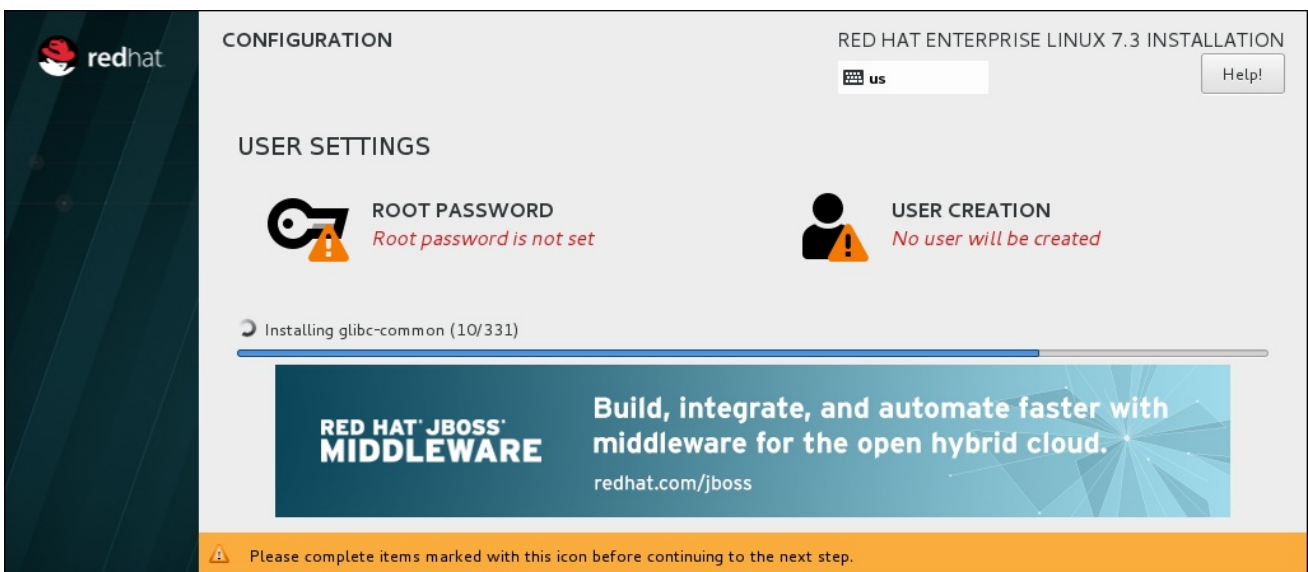 redhat
CONFIGURATION
RED HAT ENTERPRISE LINUX 7.3 INSTALLATION
us
Help!
USER SETTINGS
ROOT PASSWORD
Root password is not set
USER CREATION
No user will be created
Installing glibc-common (10/331)
RED HAT® JBOSS®
MIDDLEWARE
Build, integrate, and automate faster with
middleware for the open hybrid cloud.
redhat.com/jboss
Please complete items marked with this icon before continuing to the next step.